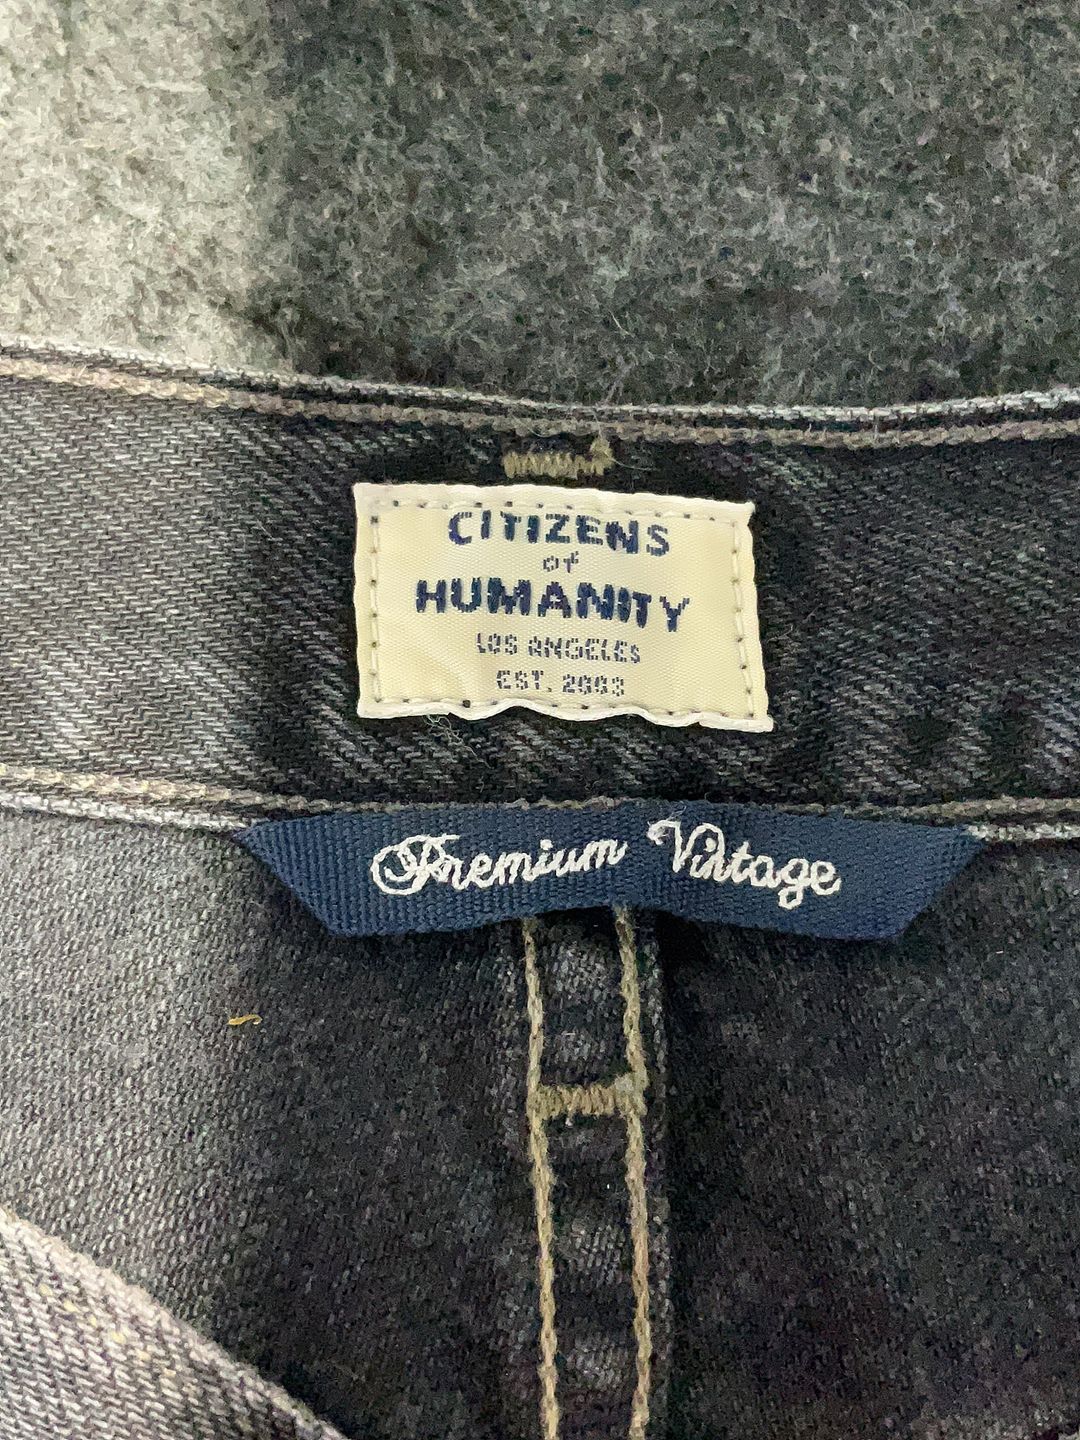 CITIZENS
of
HUMANITY
LOS ANGELES
EST. 2003
Premium Vintage